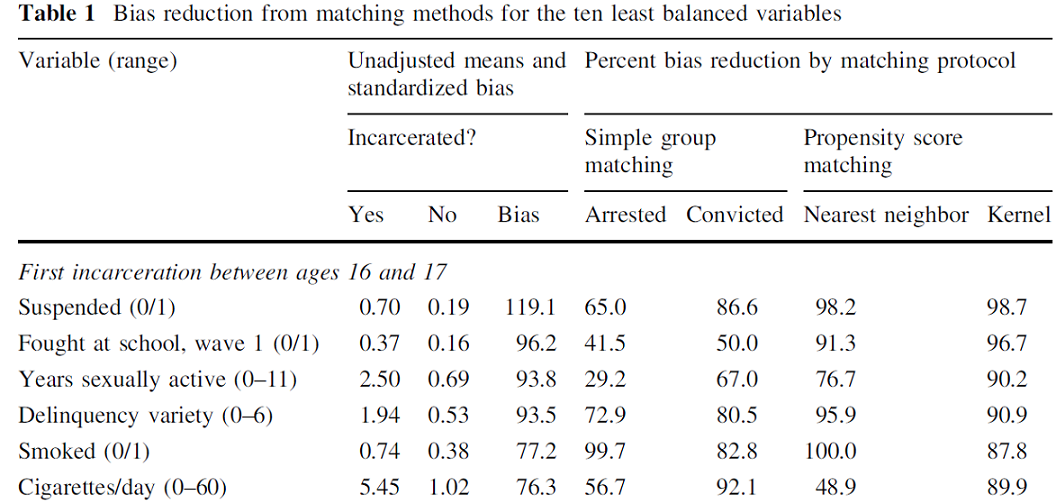 Table 1 Bias reduction from matching methods for the ten least balanced variables
Variable (range) Unadjusted means and standardized bias Percent bias reduction by matching protocol
Incarcerated? Simple group matching Propensity score matching
Yes No Bias Arrested Convicted Nearest neighbor Kernel
First incarceration between ages 16 and 17
Suspended (0/1) 0.70 0.19 119.1 65.0 86.6 98.2 98.7
Fought at school, wave 1 (0/1) 0.37 0.16 96.2 41.5 50.0 91.3 96.7
Years sexually active (0–11) 2.50 0.69 93.8 29.2 67.0 76.7 90.2
Delinquency variety (0–6) 1.94 0.53 93.5 72.9 80.5 95.9 90.9
Smoked (0/1) 0.74 0.38 77.2 99.7 82.8 100.0 87.8
Cigarettes/day (0–60) 5.45 1.02 76.3 56.7 92.1 48.9 89.9